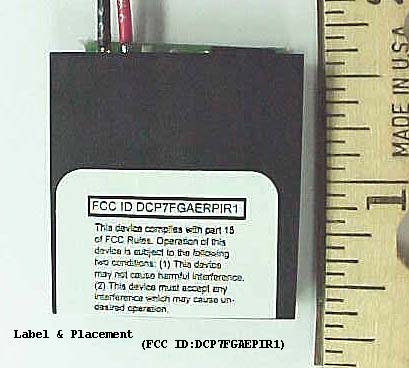 FCC ID:DCP7FGAERPIR1
This device complies with part 15
of FCC Rules. Operation of this
device is subject to the following
two conditions: (1) This device
may not cause harmful interference.
(2) This device must accept any
interference which may cause un-
desired operation.
MADE IN U.S.A.
1
Label & Placement
(FCC ID:DCP7FGAEPIR1)